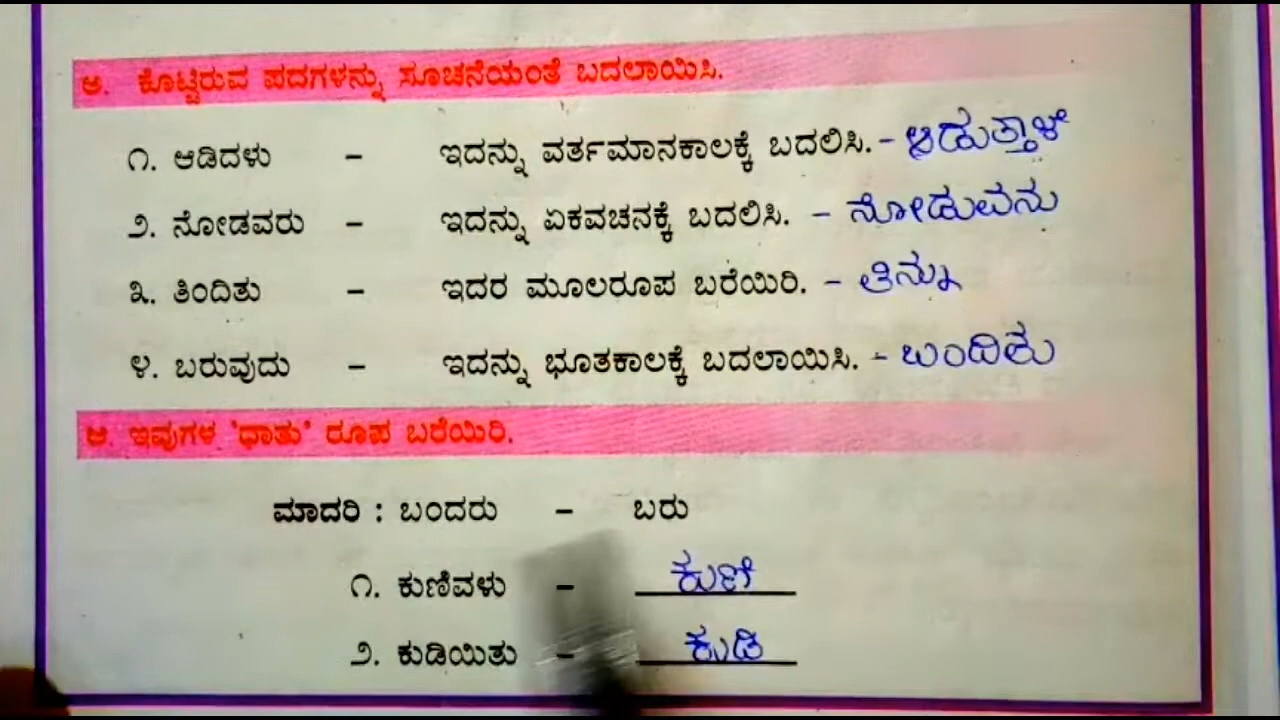 ಅ. ಕೊಟ್ಟಿರುವ ಪದಗಳನ್ನು ಸೂಚನೆಯಂತೆ ಬದಲಾಯಿಸಿ.
೧. ಆಡಿದಳು – ಇದನ್ನು ವರ್ತಮಾನಕಾಲಕ್ಕೆ ಬದಲಿಸಿ. - ಆಡುತ್ತಾಳೆ
೨. ನೋಡವರು – ಇದನ್ನು ಏಕವಚನಕ್ಕೆ ಬದಲಿಸಿ. - ನೋಡುವನು
೩. ತಿಂದಿತು – ಇದರ ಮೂಲರೂಪ ಬರೆಯಿರಿ. - ತಿನ್ನು
೪. ಬರುವುದು – ಇದನ್ನು ಭೂತಕಾಲಕ್ಕೆ ಬದಲಾಯಿಸಿ. - ಬಂದಿತು
ಆ. ಇವುಗಳ 'ಧಾತು' ರೂಪ ಬರೆಯಿರಿ.
ಮಾದರಿ : ಬಂದರು – ಬರು
೧. ಕುಣಿವಳು – ಕುಣಿ
೨. ಕುಡಿಯಿತು – ಕುಡಿ